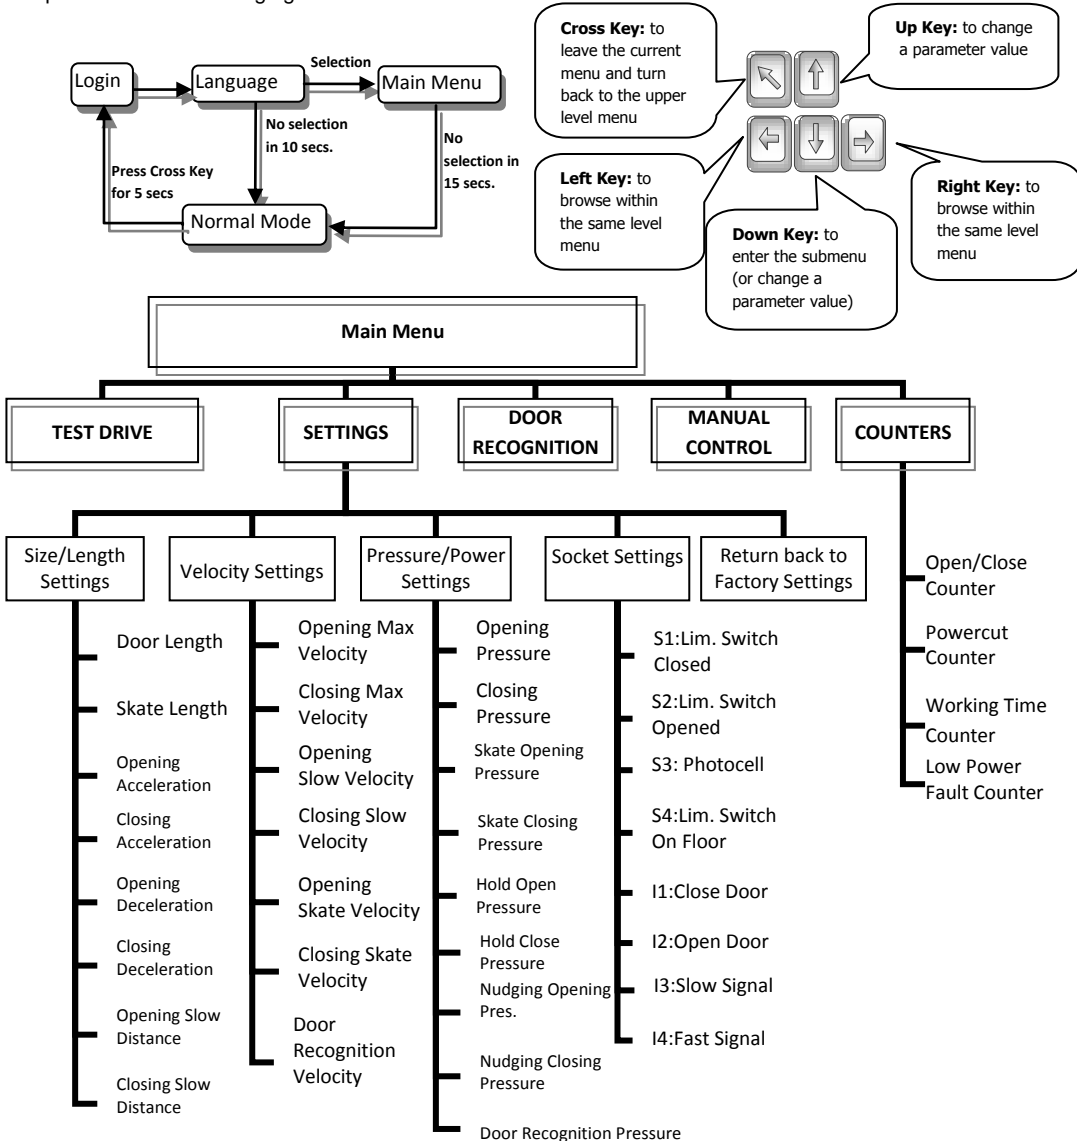 Login
Language
Selection
Main Menu
No selection
in 10 secs.
No
selection in
15 secs.
Press Cross Key
for 5 secs
Normal Mode
Cross Key: to
leave the current
menu and turn
back to the upper
level menu
Up Key: to change
a parameter value
Left Key: to
browse within
the same level
menu
Down Key: to
enter the submenu
(or change a
parameter value)
Right Key: to
browse within
the same level
menu
Main Menu
TEST DRIVE
SETTINGS
DOOR
RECOGNITION
MANUAL
CONTROL
COUNTERS
Size/Length
Settings
Velocity Settings
Pressure/Power
Settings
Socket Settings
Return back to
Factory Settings
Door Length
Skate Length
Opening
Acceleration
Closing
Acceleration
Opening
Deceleration
Closing
Deceleration
Opening Slow
Distance
Closing Slow
Distance
Opening Max
Velocity
Closing Max
Velocity
Opening
Slow Velocity
Closing Slow
Velocity
Opening
Skate Velocity
Closing Skate
Velocity
Door
Recognition
Velocity
Opening
Pressure
Closing
Pressure
Skate Opening
Pressure
Skate Closing
Pressure
Hold Open
Pressure
Hold Close
Pressure
Nudging Opening
Pres.
Nudging Closing
Pressure
Door Recognition Pressure
S1:Lim. Switch
Closed
S2:Lim. Switch
Opened
S3: Photocell
S4:Lim. Switch
On Floor
I1:Close Door
I2:Open Door
I3:Slow Signal
I4:Fast Signal
Open/Close
Counter
Powercut
Counter
Working Time
Counter
Low Power
Fault Counter